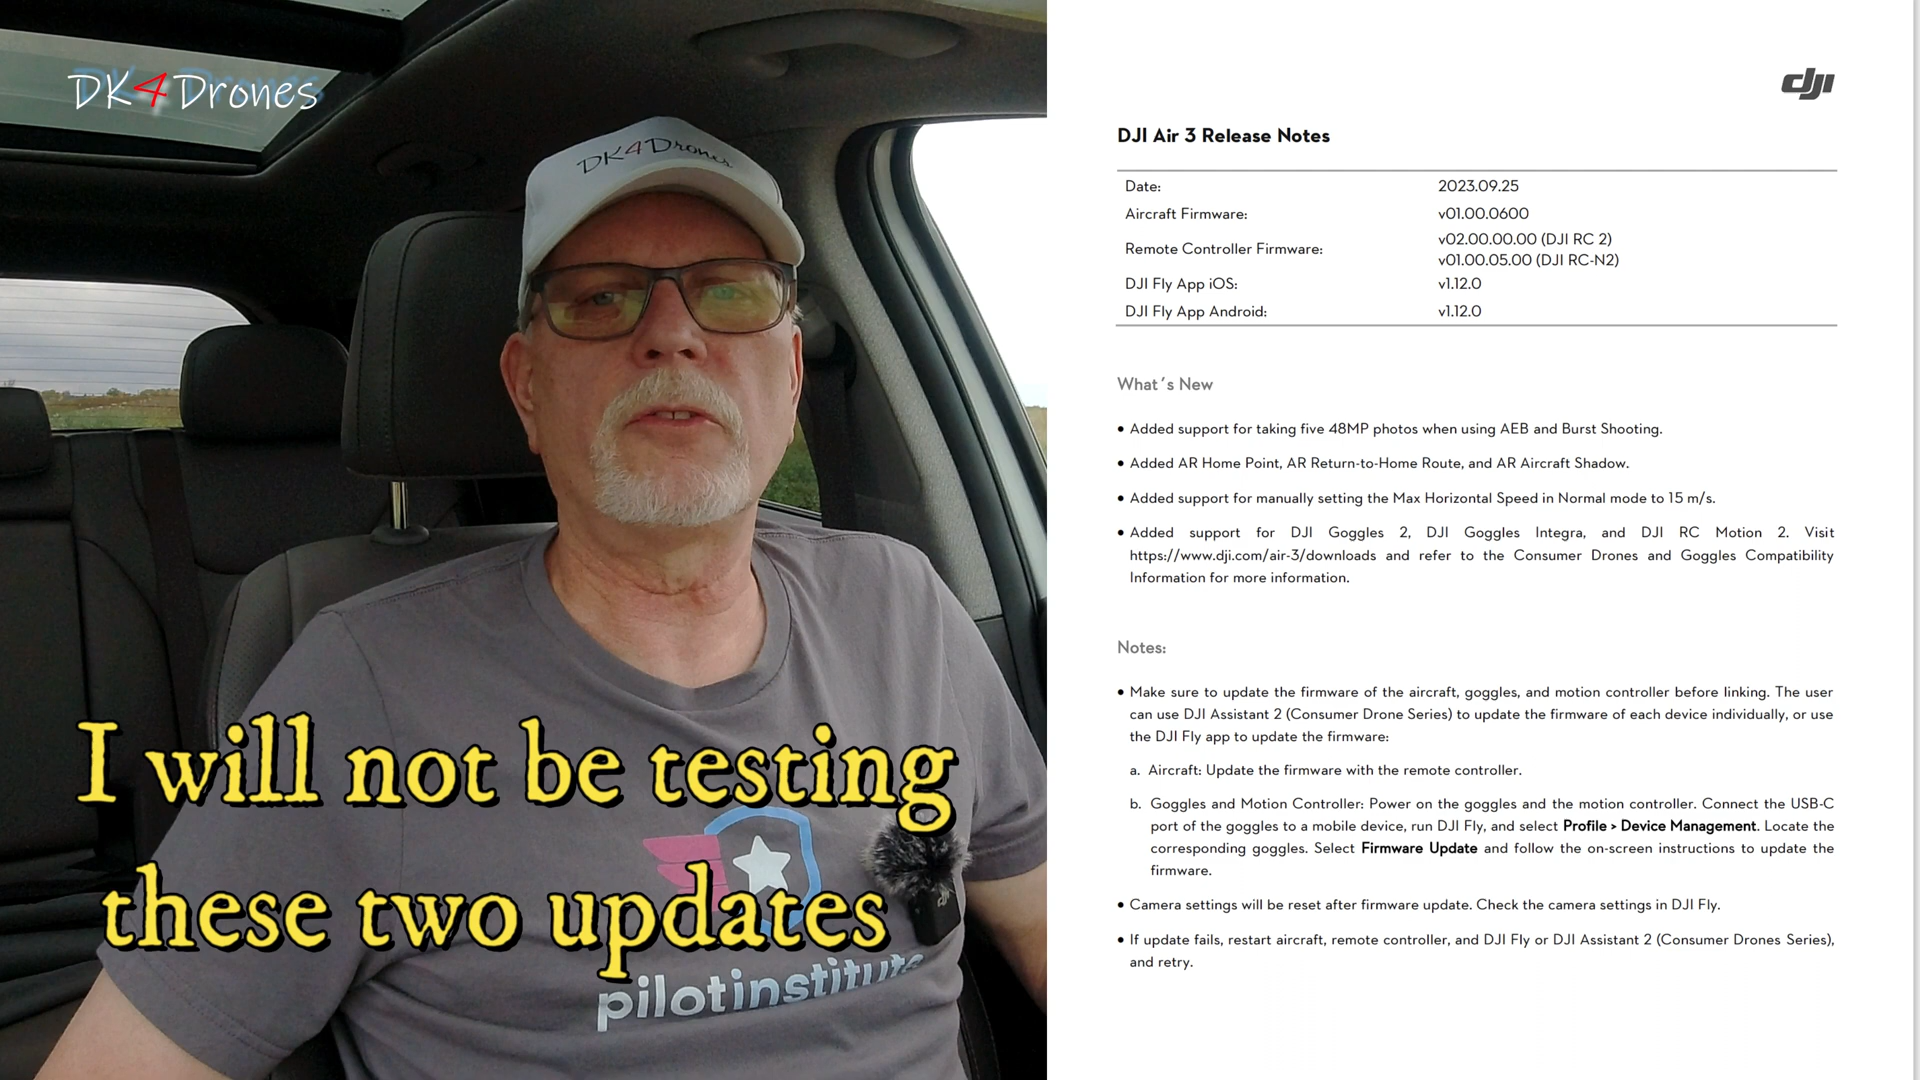 DK4Drones
DK4Drones
I will not be testing
these two updates
pilotinstitute
dji
DJI Air 3 Release Notes
Date: 2023.09.25
Aircraft Firmware: v01.00.0600
Remote Controller Firmware: v02.00.00.00 (DJI RC 2)
v01.00.05.00 (DJI RC-N2)
DJI Fly App iOS: v1.12.0
DJI Fly App Android: v1.12.0
What´s New
• Added support for taking five 48MP photos when using AEB and Burst Shooting.
• Added AR Home Point, AR Return-to-Home Route, and AR Aircraft Shadow.
• Added support for manually setting the Max Horizontal Speed in Normal mode to 15 m/s.
• Added support for DJI Goggles 2, DJI Goggles Integra, and DJI RC Motion 2. Visit
https://www.dji.com/air-3/downloads and refer to the Consumer Drones and Goggles Compatibility
Information for more information.
Notes:
• Make sure to update the firmware of the aircraft, goggles, and motion controller before linking. The user
can use DJI Assistant 2 (Consumer Drone Series) to update the firmware of each device individually, or use
the DJI Fly app to update the firmware:
a. Aircraft: Update the firmware with the remote controller.
b. Goggles and Motion Controller: Power on the goggles and the motion controller. Connect the USB-C
port of the goggles to a mobile device, run DJI Fly, and select Profile > Device Management. Locate the
corresponding goggles. Select Firmware Update and follow the on-screen instructions to update the
firmware.
• Camera settings will be reset after firmware update. Check the camera settings in DJI Fly.
• If update fails, restart aircraft, remote controller, and DJI Fly or DJI Assistant 2 (Consumer Drones Series),
and retry.